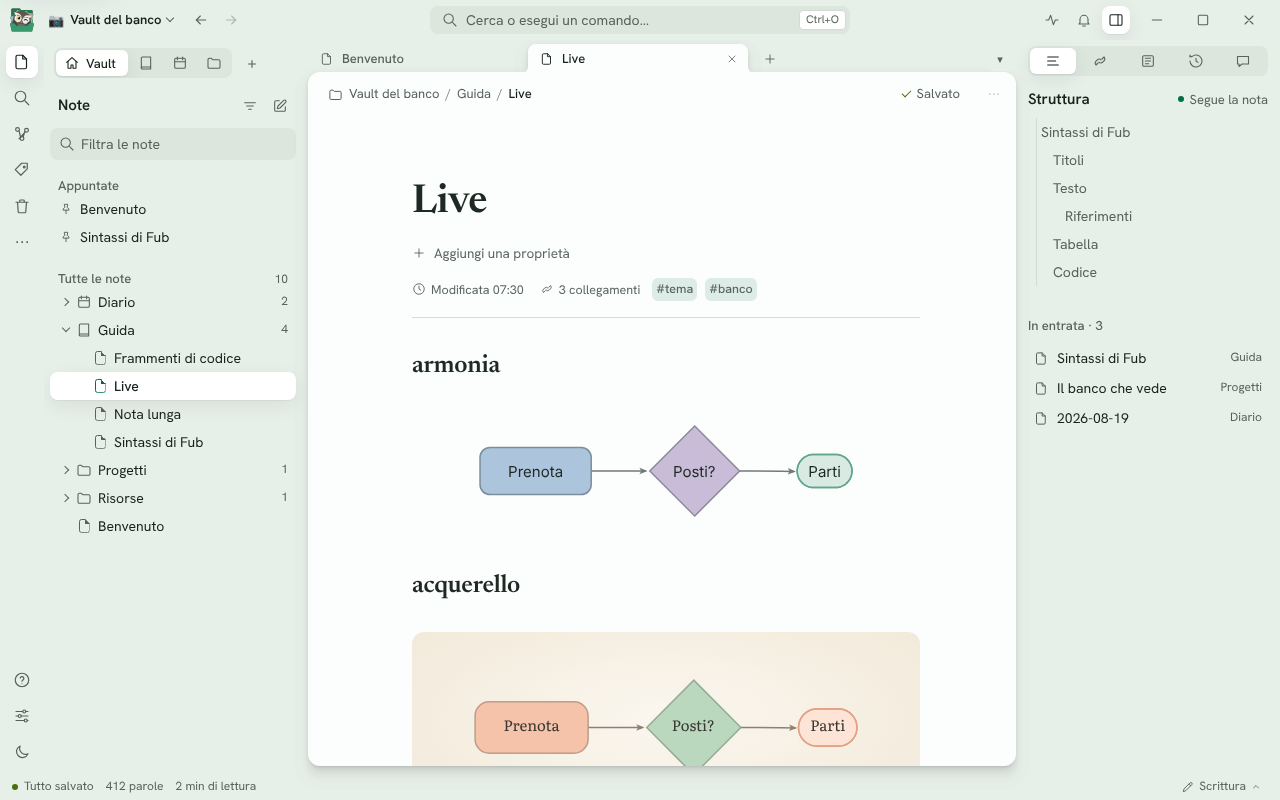 Vault del banco
Cerca o esegui un comando…
Ctrl+O
Vault
Benvenuto
Live
Note
Filtra le note
Appuntate
Benvenuto
Sintassi di Fub
Tutte le note 10
Diario 2
Guida 4
Frammenti di codice
Live
Nota lunga
Sintassi di Fub
Progetti 1
Risorse 1
Benvenuto
Vault del banco / Guida / Live
Salvato
Live
Aggiungi una proprietà
Modificata 07:30 3 collegamenti #tema #banco
armonia
Prenota Posti? Parti
acquerello
Prenota Posti? Parti
Struttura Segue la nota
Sintassi di Fub
Titoli
Testo
Riferimenti
Tabella
Codice
In entrata · 3
Sintassi di Fub Guida
Il banco che vede Progetti
2026-08-19 Diario
Tutto salvato 412 parole 2 min di lettura
Scrittura